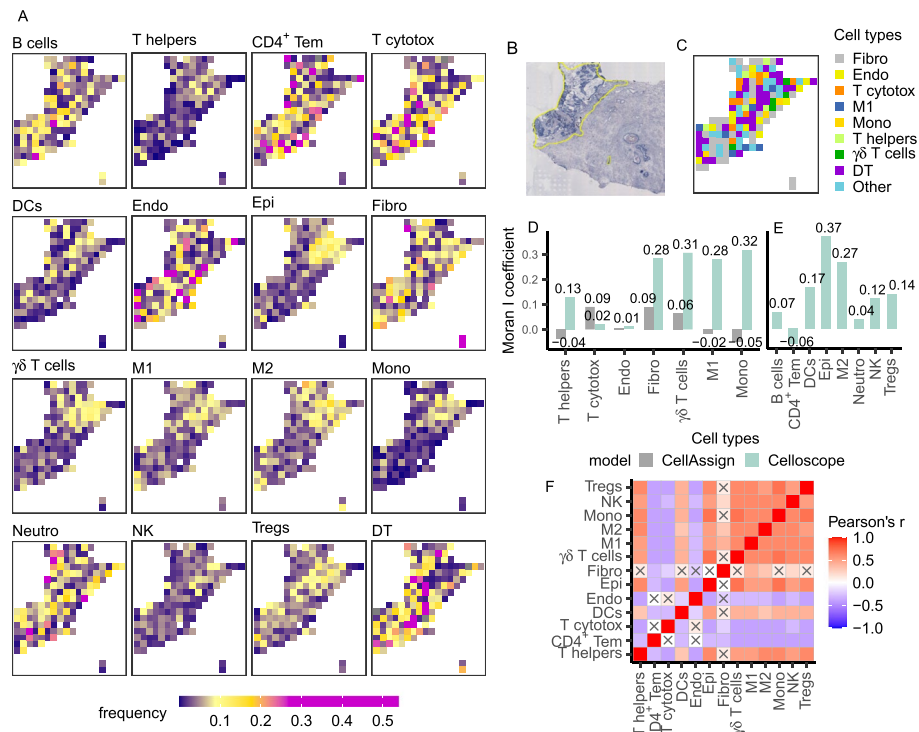 A
B cells
T helpers
CD4+ Tem
T cytotox
DCs
Endo
Epi
Fibro
γδ T cells
M1
M2
Mono
Neutro
NK
Tregs
DT
frequency
0.1 0.2 0.3 0.4 0.5
B
C
Cell types
Fibro
Endo
T cytotox
M1
Mono
T helpers
γδ T cells
DT
Other
D
Moran I coefficient
0.3
0.2
0.1
0.0
−0.04
0.13
0.09
0.02
0.01
0.09
0.28
0.06
0.31
−0.02
0.28
−0.05
0.32
T helpers
T cytotox
Endo
Fibro
γδ T cells
M1
Mono
E
0.07
−0.06
0.17
0.37
0.27
0.04
0.12
0.14
B cells
CD4+ Tem
DCs
Epi
M2
Neutro
NK
Tregs
Cell types
model CellAssign Celloscope
F
Tregs
NK
Mono
M2
M1
γδ T cells
Fibro
Epi
Endo
DCs
T cytotox
CD4+ Tem
T helpers
T helpers
D4+ Tem
T cytotox
DCs
Endo
Epi
Fibro
γδ T cells
M1
M2
Mono
NK
Tregs
Pearson's r
1.0
0.5
0.0
−0.5
−1.0